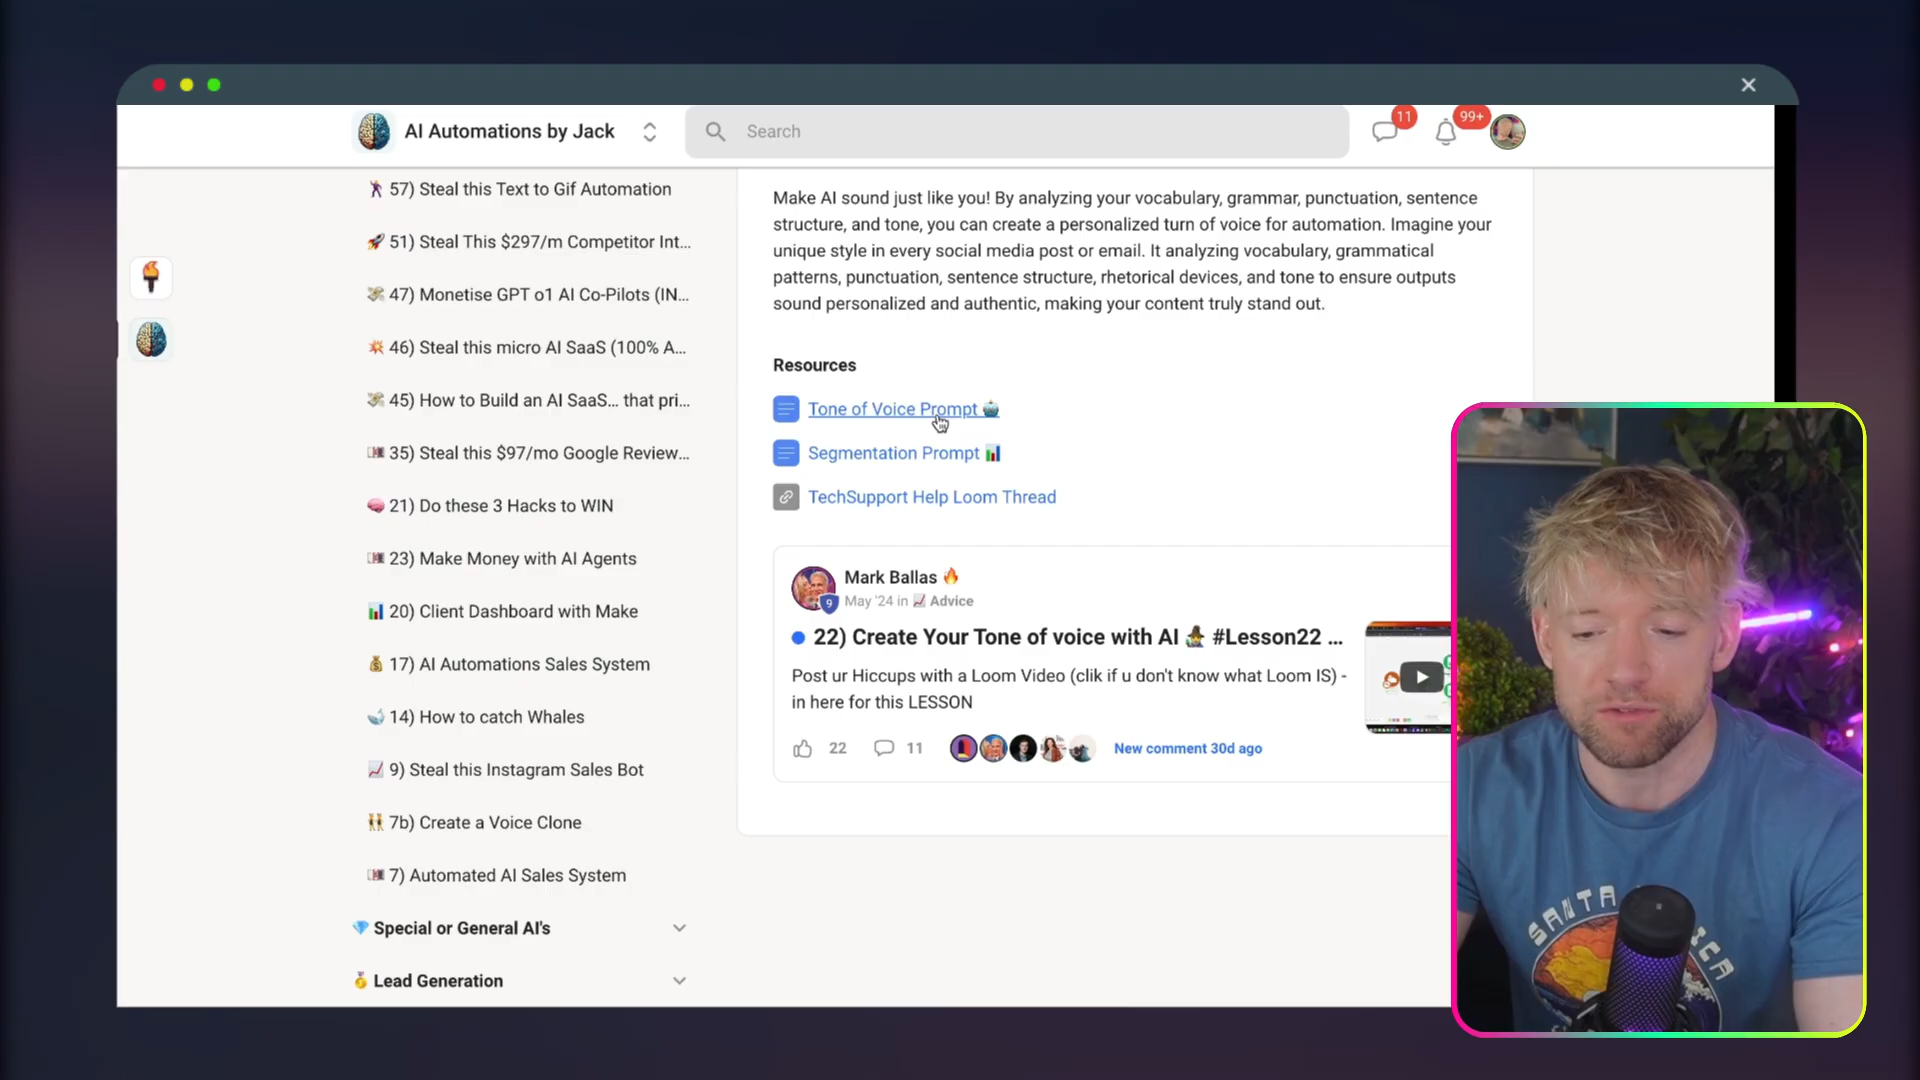 AI Automations by Jack
Search
11
99+
57) Steal this Text to Gif Automation
51) Steal This $297/m Competitor Int...
47) Monetise GPT o1 AI Co-Pilots (IN...
46) Steal this micro AI SaaS (100% A...
45) How to Build an AI SaaS... that pri...
35) Steal this $97/mo Google Review...
21) Do these 3 Hacks to WIN
23) Make Money with AI Agents
20) Client Dashboard with Make
17) AI Automations Sales System
14) How to catch Whales
9) Steal this Instagram Sales Bot
7b) Create a Voice Clone
7) Automated AI Sales System
Special or General AI's
Lead Generation
Make AI sound just like you! By analyzing your vocabulary, grammar, punctuation, sentence
structure, and tone, you can create a personalized turn of voice for automation. Imagine your
unique style in every social media post or email. It analyzing vocabulary, grammatical
patterns, punctuation, sentence structure, rhetorical devices, and tone to ensure outputs
sound personalized and authentic, making your content truly stand out.
Resources
Tone of Voice Prompt
Segmentation Prompt
TechSupport Help Loom Thread
Mark Ballas
9
May '24 in Advice
22) Create Your Tone of voice with AI #Lesson22 ...
Post ur Hiccups with a Loom Video (clik if u don't know what Loom IS) -
in here for this LESSON
22
11
New comment 30d ago
SANTA